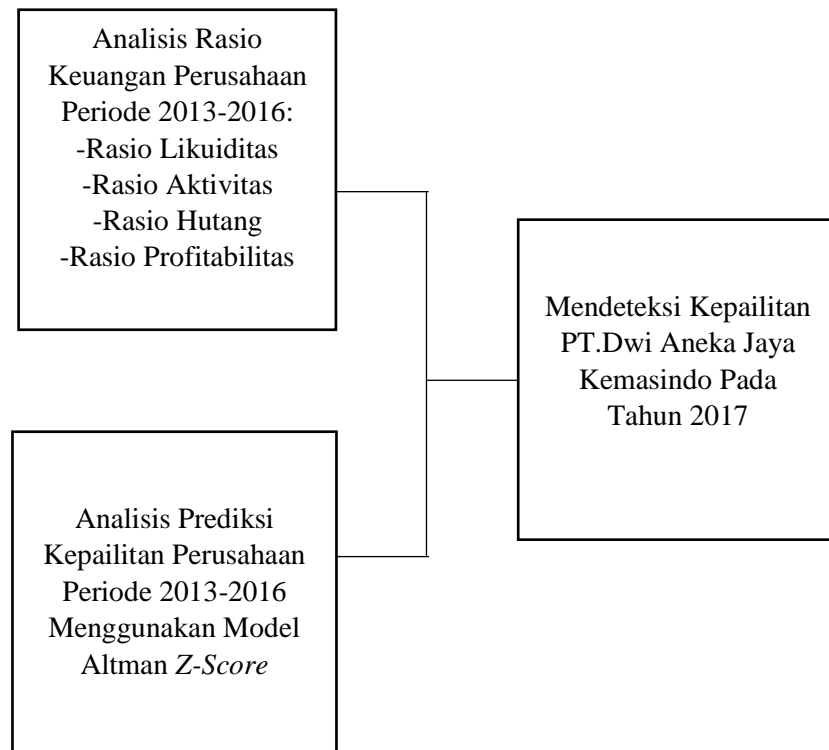 Analisis Rasio
Keuangan Perusahaan
Periode 2013-2016:
-Rasio Likuiditas
-Rasio Aktivitas
-Rasio Hutang
-Rasio Profitabilitas
Mendeteksi Kepailitan
PT.Dwi Aneka Jaya
Kemasindo Pada
Tahun 2017
Analisis Prediksi
Kepailitan Perusahaan
Periode 2013-2016
Menggunakan Model
Altman Z-Score